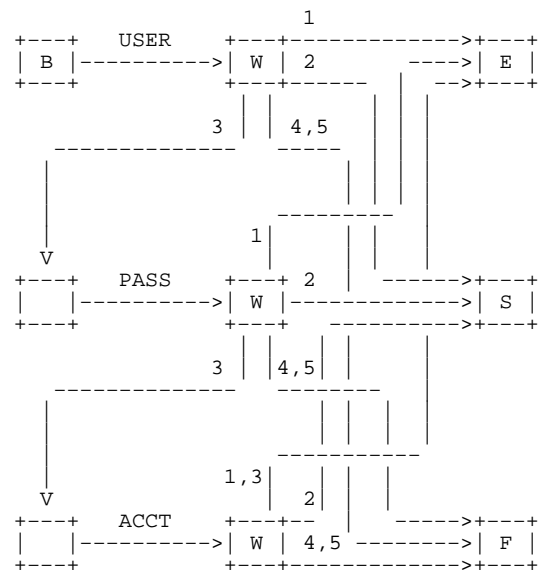 1
USER
B W 2 E
3 4,5
1
PASS 2
W S
3 4,5
1,3
2
ACCT
W 4,5 F